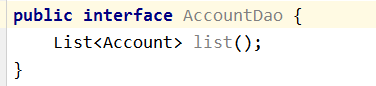 public interface AccountDao {
    List<Account> list();
}